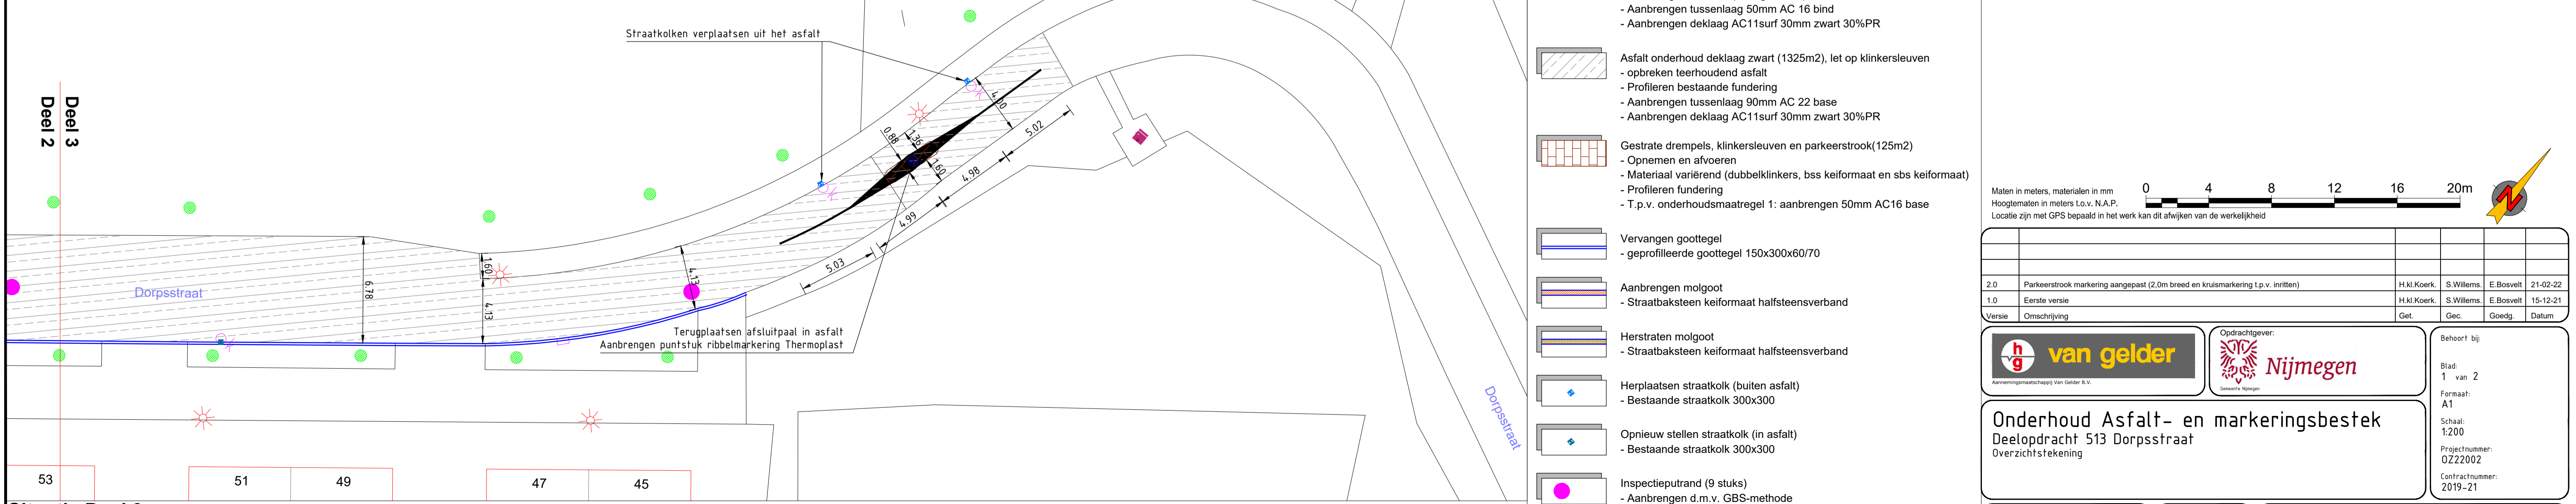 Straatkolken verplaatsen uit het asfalt
Deel 2
Deel 3
4.00
5.02
0.88
1.36
1.60
4.98
4.99
5.03
1.60
6.78
4.13
4.13
Dorpsstraat
Terugplaatsen afsluitpaal in asfalt
Aanbrengen puntstuk ribbelmarkering Thermoplast
Dorpsstraat
53
51
49
47
45
- Aanbrengen tussenlaag 50mm AC 16 bind
- Aanbrengen deklaag AC11surf 30mm zwart 30%PR
Asfalt onderhoud deklaag zwart (1325m2), let op klinkersleuven
- opbreken teerhoudend asfalt
- Profileren bestaande fundering
- Aanbrengen tussenlaag 90mm AC 22 base
- Aanbrengen deklaag AC11surf 30mm zwart 30%PR
Gestrate drempels, klinkersleuven en parkeerstrook(125m2)
- Opnemen en afvoeren
- Materiaal variërend (dubbelklinkers, bss keiformaat en sbs keiformaat)
- Profileren fundering
- T.p.v. onderhoudsmaatregel 1: aanbrengen 50mm AC16 base
Vervangen goottegel
- geprofilleerde goottegel 150x300x60/70
Aanbrengen molgoot
- Straatbaksteen keiformaat halfsteensverband
Herstraten molgoot
- Straatbaksteen keiformaat halfsteensverband
Herplaatsen straatkolk (buiten asfalt)
- Bestaande straatkolk 300x300
Opnieuw stellen straatkolk (in asfalt)
- Bestaande straatkolk 300x300
Inspectieputrand (9 stuks)
- Aanbrengen d.m.v. GBS-methode
Maten in meters, materialen in mm
Hoogtematen in meters t.o.v. N.A.P.
Locatie zijn met GPS bepaald in het werk kan dit afwijken van de werkelijkheid
0 4 8 12 16 20m
N
2.0 Parkeerstrook markering aangepast (2,0m breed en kruismarkering t.p.v. inritten) H.kl.Koerk. S.Willems. E.Bosvelt 21-02-22
1.0 Eerste versie H.kl.Koerk. S.Willems. E.Bosvelt 15-12-21
Versie Omschrijving Get. Gec. Goedg. Datum
hg van gelder
Aannemingsmaatschappij Van Gelder B.V.
Opdrachtgever:
Nijmegen
Gemeente Nijmegen
Onderhoud Asfalt- en markeringsbestek
Deelopdracht 513 Dorpsstraat
Overzichtstekening
Behoort bij:
Blad:
1 van 2
Formaat:
A1
Schaal:
1:200
Projectnummer:
OZ22002
Contractnummer:
2019-21